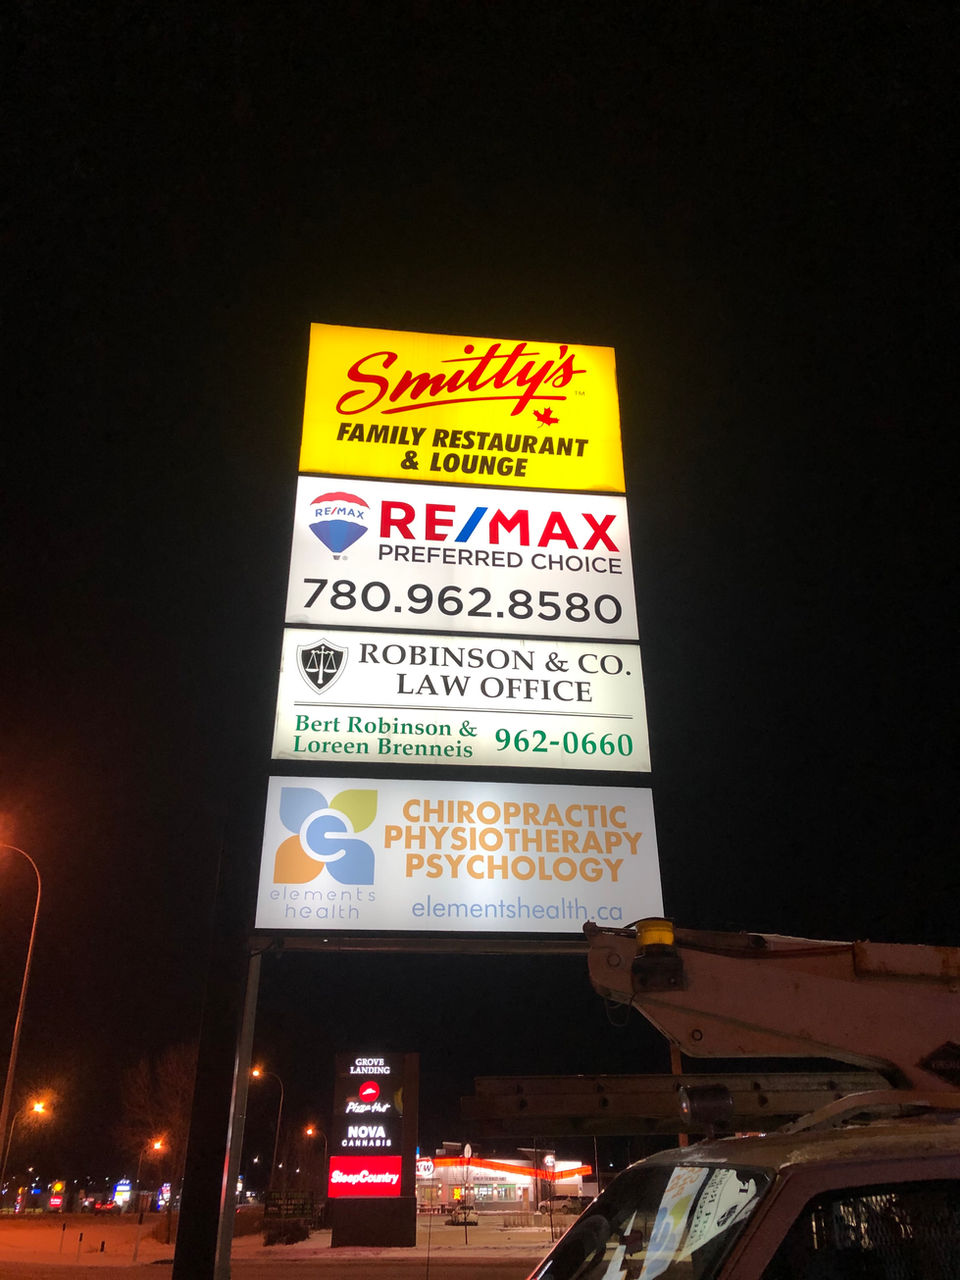 Smitty's
TM
FAMILY RESTAURANT
& LOUNGE
RE/MAX
RE/MAX
PREFERRED CHOICE
780.962.8580
ROBINSON & CO.
LAW OFFICE
Bert Robinson &
Loreen Brenneis
962-0660
CHIROPRACTIC
PHYSIOTHERAPY
PSYCHOLOGY
elements
health
elementshealth.ca
GROVE
LANDING
Pizza Hut
NOVA
CANNABIS
SleepCountry